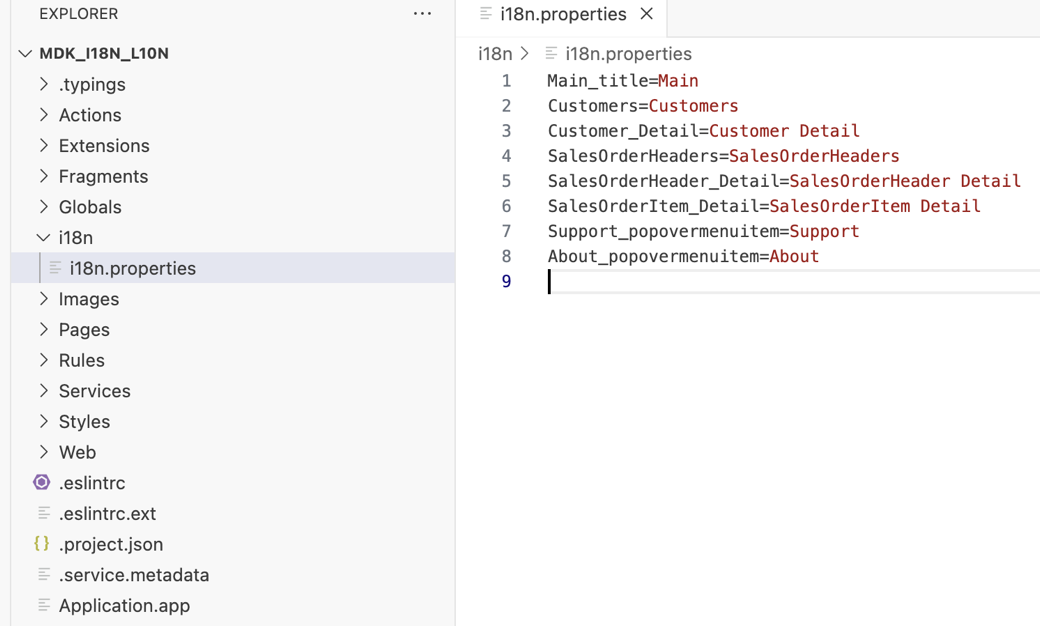 EXPLORER
MDK_I18N_L10N
.typings
Actions
Extensions
Fragments
Globals
i18n
i18n.properties
Images
Pages
Rules
Services
Styles
Web
.eslintrc
.eslintrc.ext
.project.json
.service.metadata
Application.app
i18n.properties
i18n > i18n.properties
1 Main_title=Main
2 Customers=Customers
3 Customer_Detail=Customer Detail
4 SalesOrderHeaders=SalesOrderHeaders
5 SalesOrderHeader_Detail=SalesOrderHeader Detail
6 SalesOrderItem_Detail=SalesOrderItem Detail
7 Support_popovermenuitem=Support
8 About_popovermenuitem=About
9